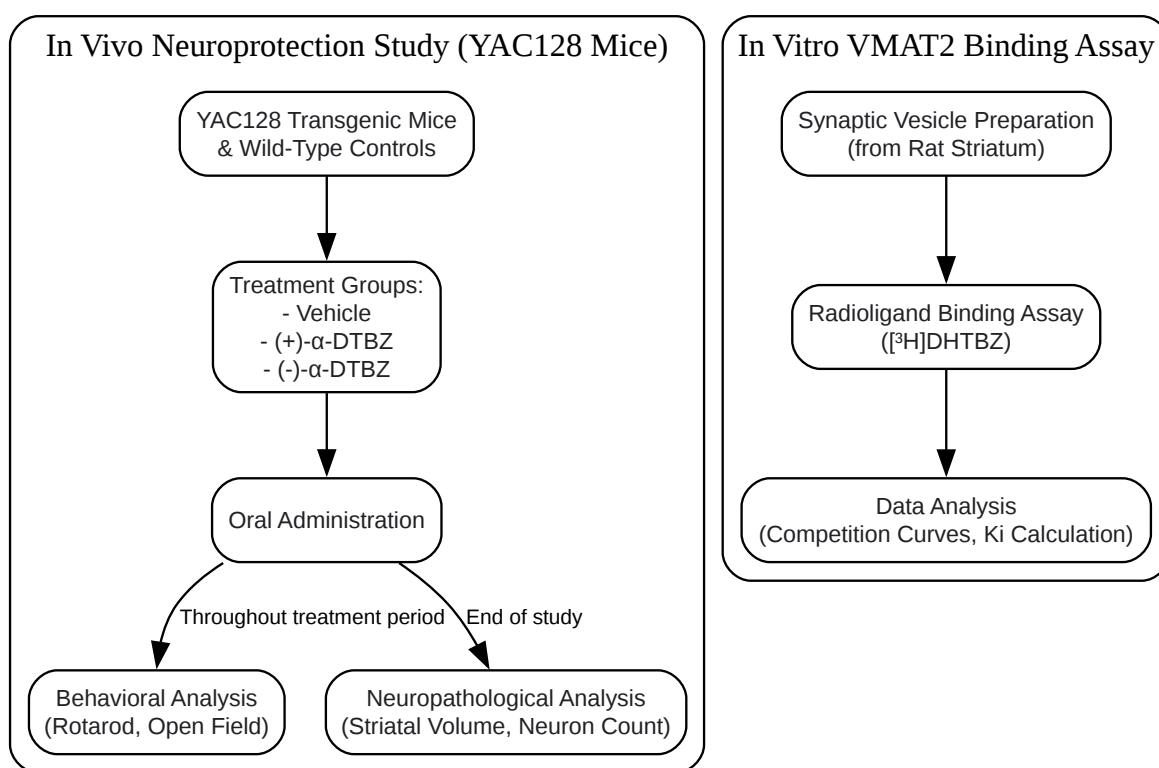 In Vivo Neuroprotection Study (YAC128 Mice)
YAC128 Transgenic Mice
& Wild-Type Controls
Treatment Groups:
- Vehicle
- (+)-α-DTBZ
- (-)-α-DTBZ
Oral Administration
Throughout treatment period
End of study
Behavioral Analysis
(Rotarod, Open Field)
Neuropathological Analysis
(Striatal Volume, Neuron Count)
In Vitro VMAT2 Binding Assay
Synaptic Vesicle Preparation
(from Rat Striatum)
Radioligand Binding Assay
([³H]DHTBZ)
Data Analysis
(Competition Curves, Ki Calculation)